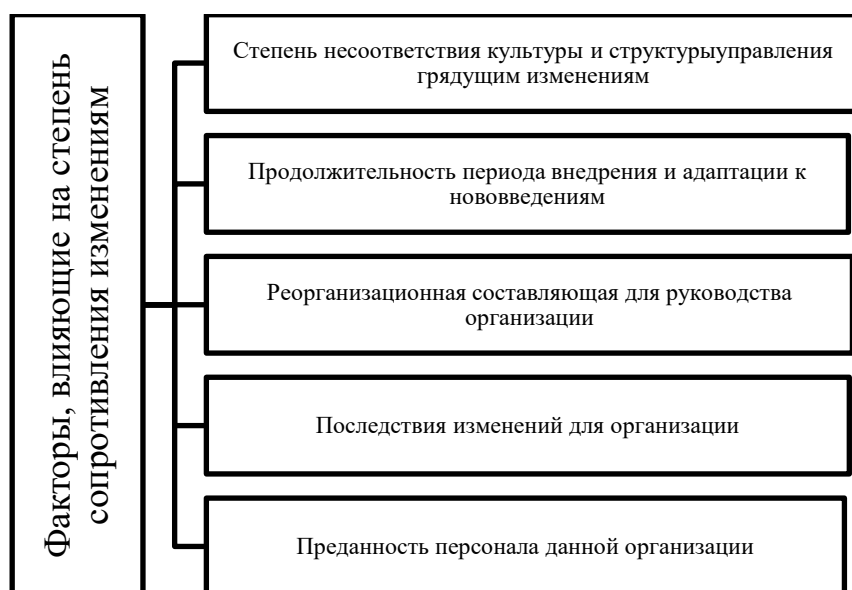 Факторы, влияющие на степень
сопротивления изменениям
Степень несоответствия культуры и структурыуправления
грядущим изменениям
Продолжительность периода внедрения и адаптации к
нововведениям
Реорганизационная составляющая для руководства
организации
Последствия изменений для организации
Преданность персонала данной организации